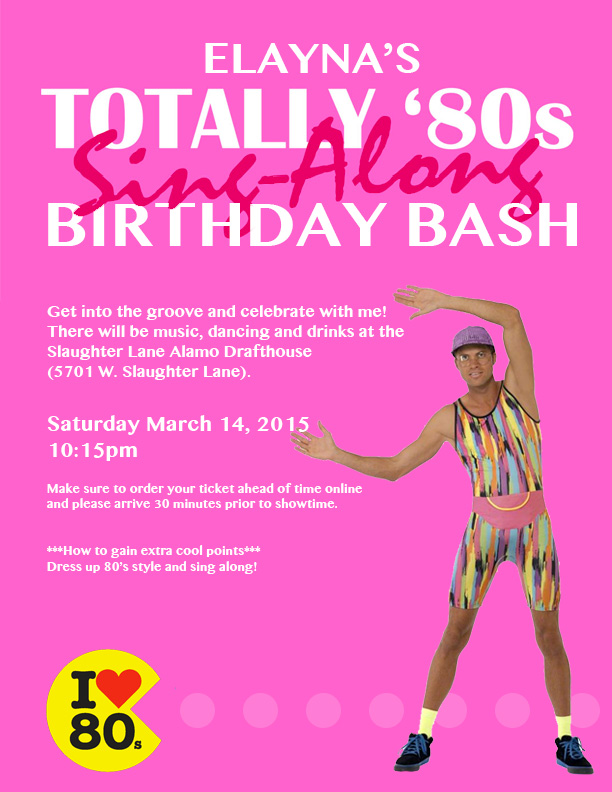 ELAYNA’S
TOTALLY ‘80s
Sing-Along
BIRTHDAY BASH
Get into the groove and celebrate with me!
There will be music, dancing and drinks at the
Slaughter Lane Alamo Drafthouse
(5701 W. Slaughter Lane).
Saturday March 14, 2015
10:15pm
Make sure to order your ticket ahead of time online
and please arrive 30 minutes prior to showtime.
***How to gain extra cool points***
Dress up 80’s style and sing along!
I ♥
80s